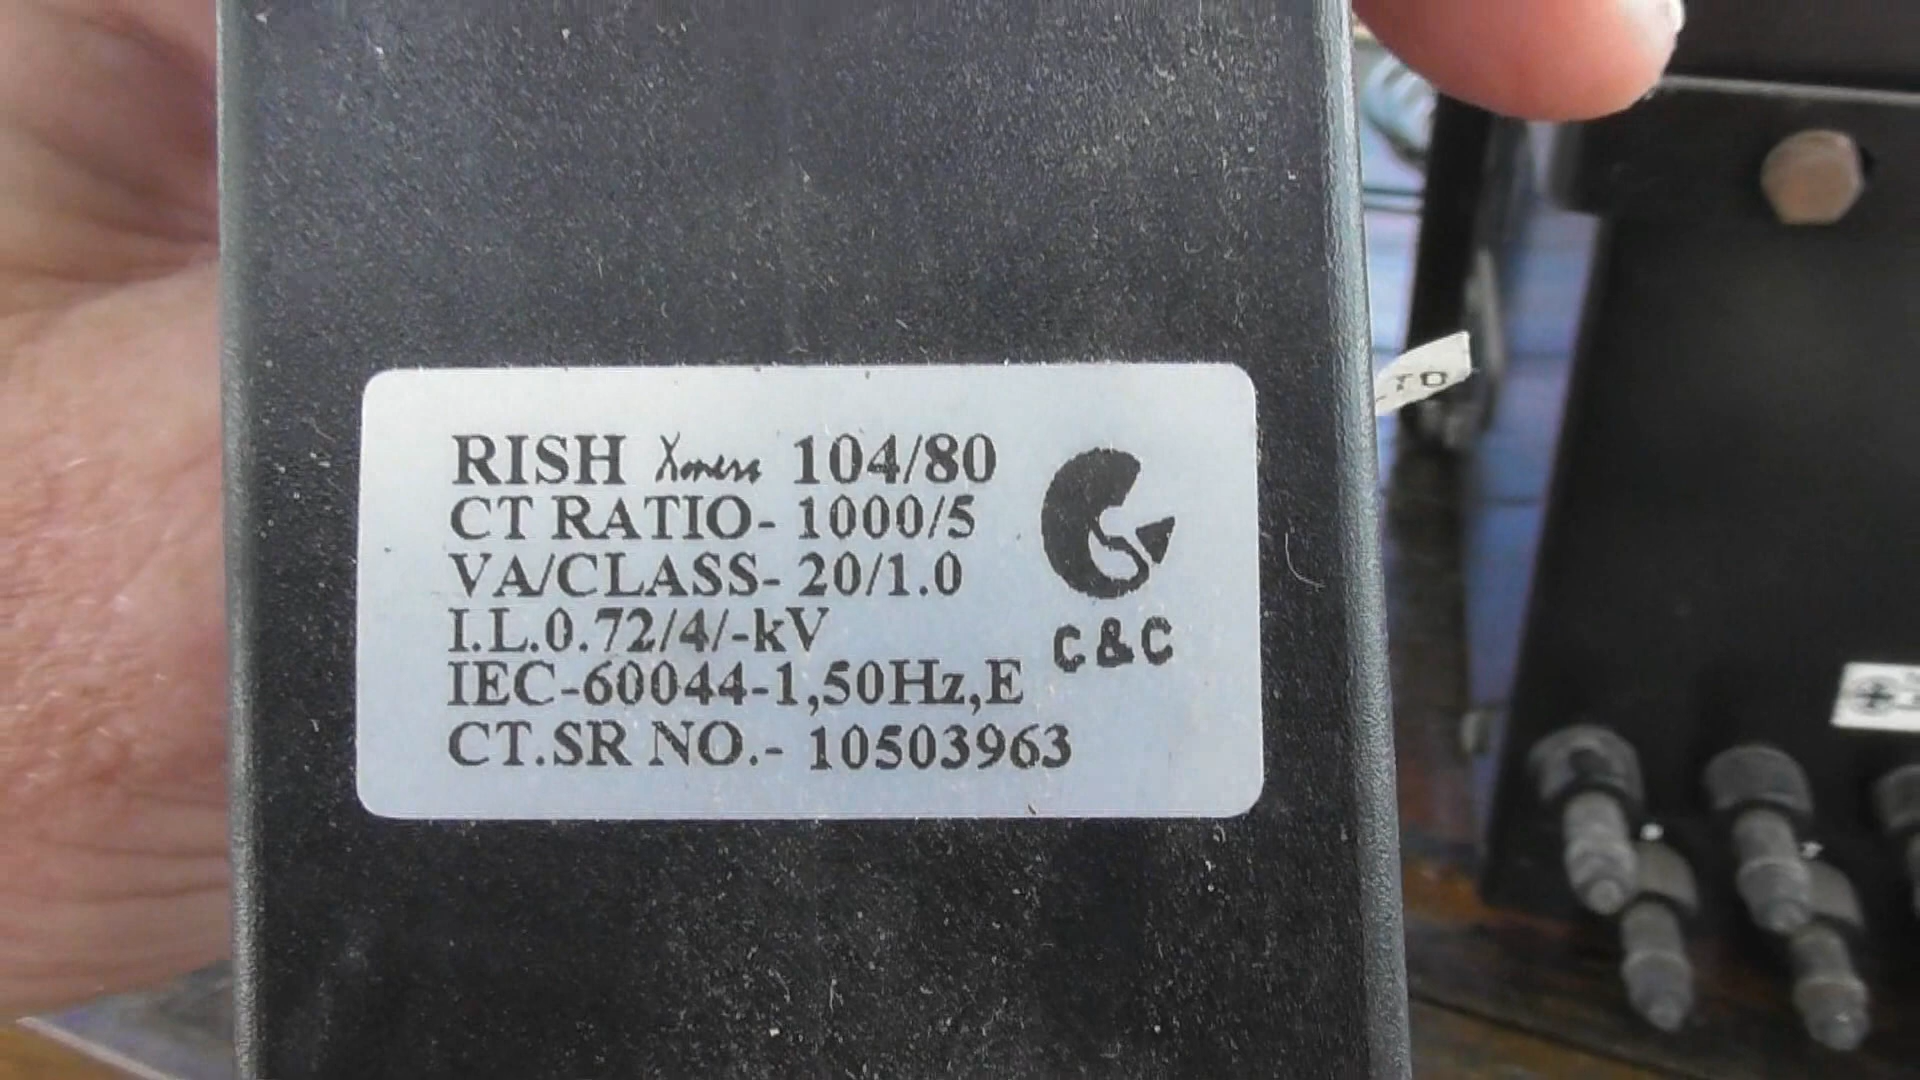 RISH Xmers 104/80
CT RATIO- 1000/5
VA/CLASS- 20/1.0
I.L.0.72/4/-kV
IEC-60044-1,50Hz,E
CT.SR NO.- 10503963
C&C
TD